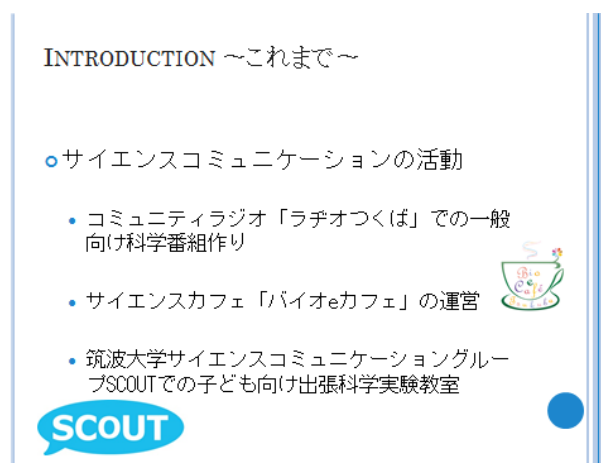 INTRODUCTION ～これまで～
サイエンスコミュニケーションの活動
コミュニティラジオ「ラヂオつくば」での一般
向け科学番組作り
サイエンスカフェ「バイオeカフェ」の運営
筑波大学サイエンスコミュニケーショングルー
プSCOUTでの子ども向け出張科学実験教室
Bio
Café
SCOUT